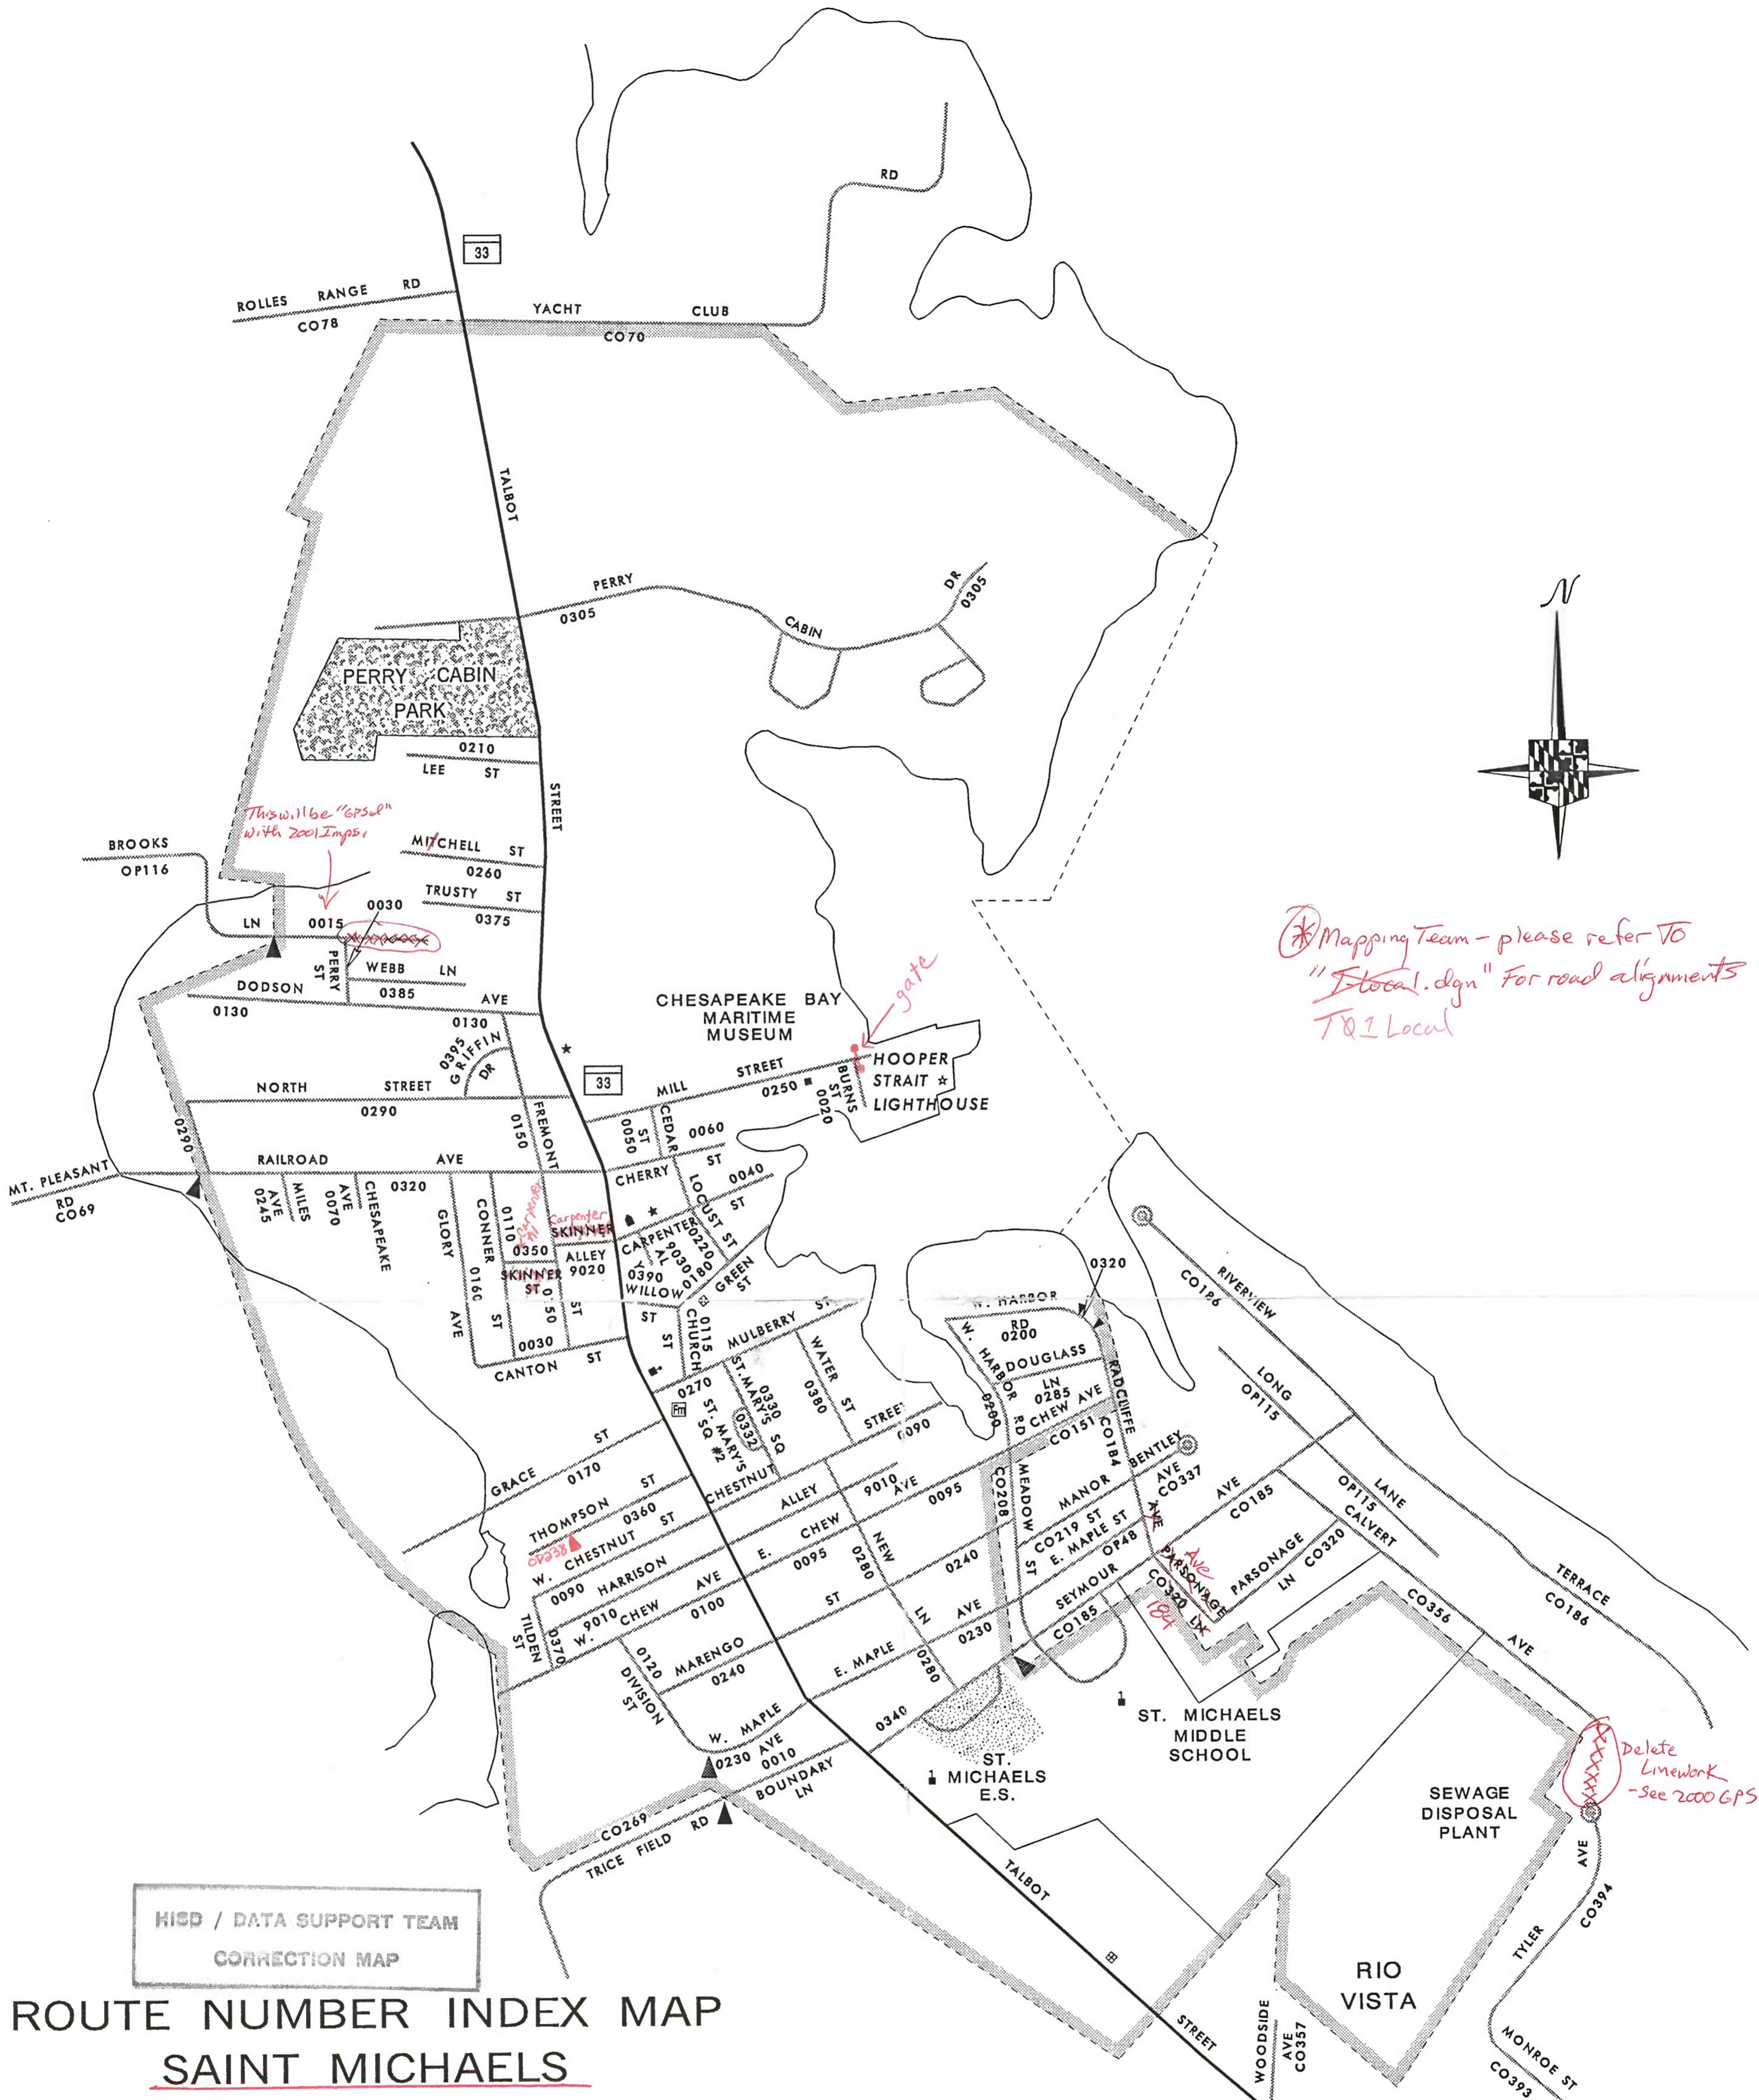 RD
33
ROLLES RANGE RD
CO78
YACHT CLUB
CO70
TALBOT
PERRY
0305
CABIN
DR
0305
N
PERRY CABIN
PARK
0210
LEE ST
STREET
This will be "GPSed"
with 2001 Imps.
BROOKS
OP116
MITCHELL ST
0260
TRUSTY ST
0375
LN
0015
0030
PERRY
ST
WEBB LN
0385
DODSON AVE
0130
0130
* Mapping Team - please refer TO
"Local.dgn" For road alignments
TQ1 Local
gate
CHESAPEAKE BAY
MARITIME
MUSEUM
HOOPER
STRAIT
LIGHTHOUSE
BURNS
ST
0020
MILL STREET
0250
33
0395
GRIFFIN
DR
NORTH STREET
0290
0290
0150
FREMONT
0050
ST
CEDAR
0060
CHERRY ST
0040
MT. PLEASANT
RD
CO69
RAILROAD AVE
0320
AVE
0245
MILES
AVE
0070
CHESAPEAKE
GLORY
AVE
CONNER
0160
ST
0110
Carpenter
Al
0350
SKINNER
ST
0150
ST
Carpenter
SKINNER
ALLEY
9020
CARPENTER ST
LOCUST ST
0220
9030
AL
Y
0390
0180
GREEN
ST
WILLOW
ST
0030
CANTON ST
CHURCH
ST
0115
MULBERRY ST
0270
ST. MARY'S
SQ #2
0332
0330
ST. MARY'S SQ
WATER
ST
0380
STREET
0090
CHESTNUT
GRACE ST
0170
THOMPSON ST
0360
OP238
W. CHESTNUT ST
0090
HARRISON ALLEY
9010
9010
W. CHEW AVE
0100
E. CHEW AVE
0095
0095
TILDEN
ST
0370
0120
DIVISION
ST
MARENGO ST
0240
0240
NEW
0280
LN
0280
E. MAPLE AVE
0230
W. MAPLE
0230 AVE
0010
BOUNDARY
LN
0340
CO269
TRICE FIELD RD
W. HARBOR
RD
0200
0320
W. HARBOR
RD
0200
DOUGLASS
LN
0285
CHEW AVE
CO151
RADCLIFFE
CO184
AVE
RIVERVIEW
CO186
TERRACE
CO186
LONG
OP115
LANE
OP115
BENTLEY
AVE
CO337
MANOR
CO219 ST
E. MAPLE ST
OP48
CO208
MEADOW
ST
SEYMOUR
CO185
AVE
CO185
PARSONAGE
CO320 LN
Ave
184
PARSONAGE
LN CO320
CALVERT
CO356
AVE
ST. MICHAELS
MIDDLE
SCHOOL
ST.
MICHAELS
E.S.
SEWAGE
DISPOSAL
PLANT
Delete
Linework
-See 2000 GPS
AVE
CO394
TYLER
MONROE ST
CO393
TALBOT
STREET
WOODSIDE
AVE
CO357
RIO
VISTA
HISD / DATA SUPPORT TEAM
CORRECTION MAP
ROUTE NUMBER INDEX MAP
SAINT MICHAELS